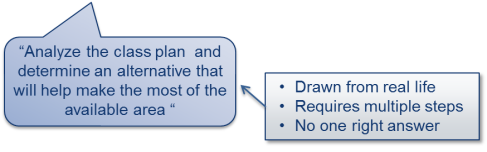 “Analyze the class plan and
determine an alternative that
will help make the most of the
available area “
• Drawn from real life
• Requires multiple steps
• No one right answer